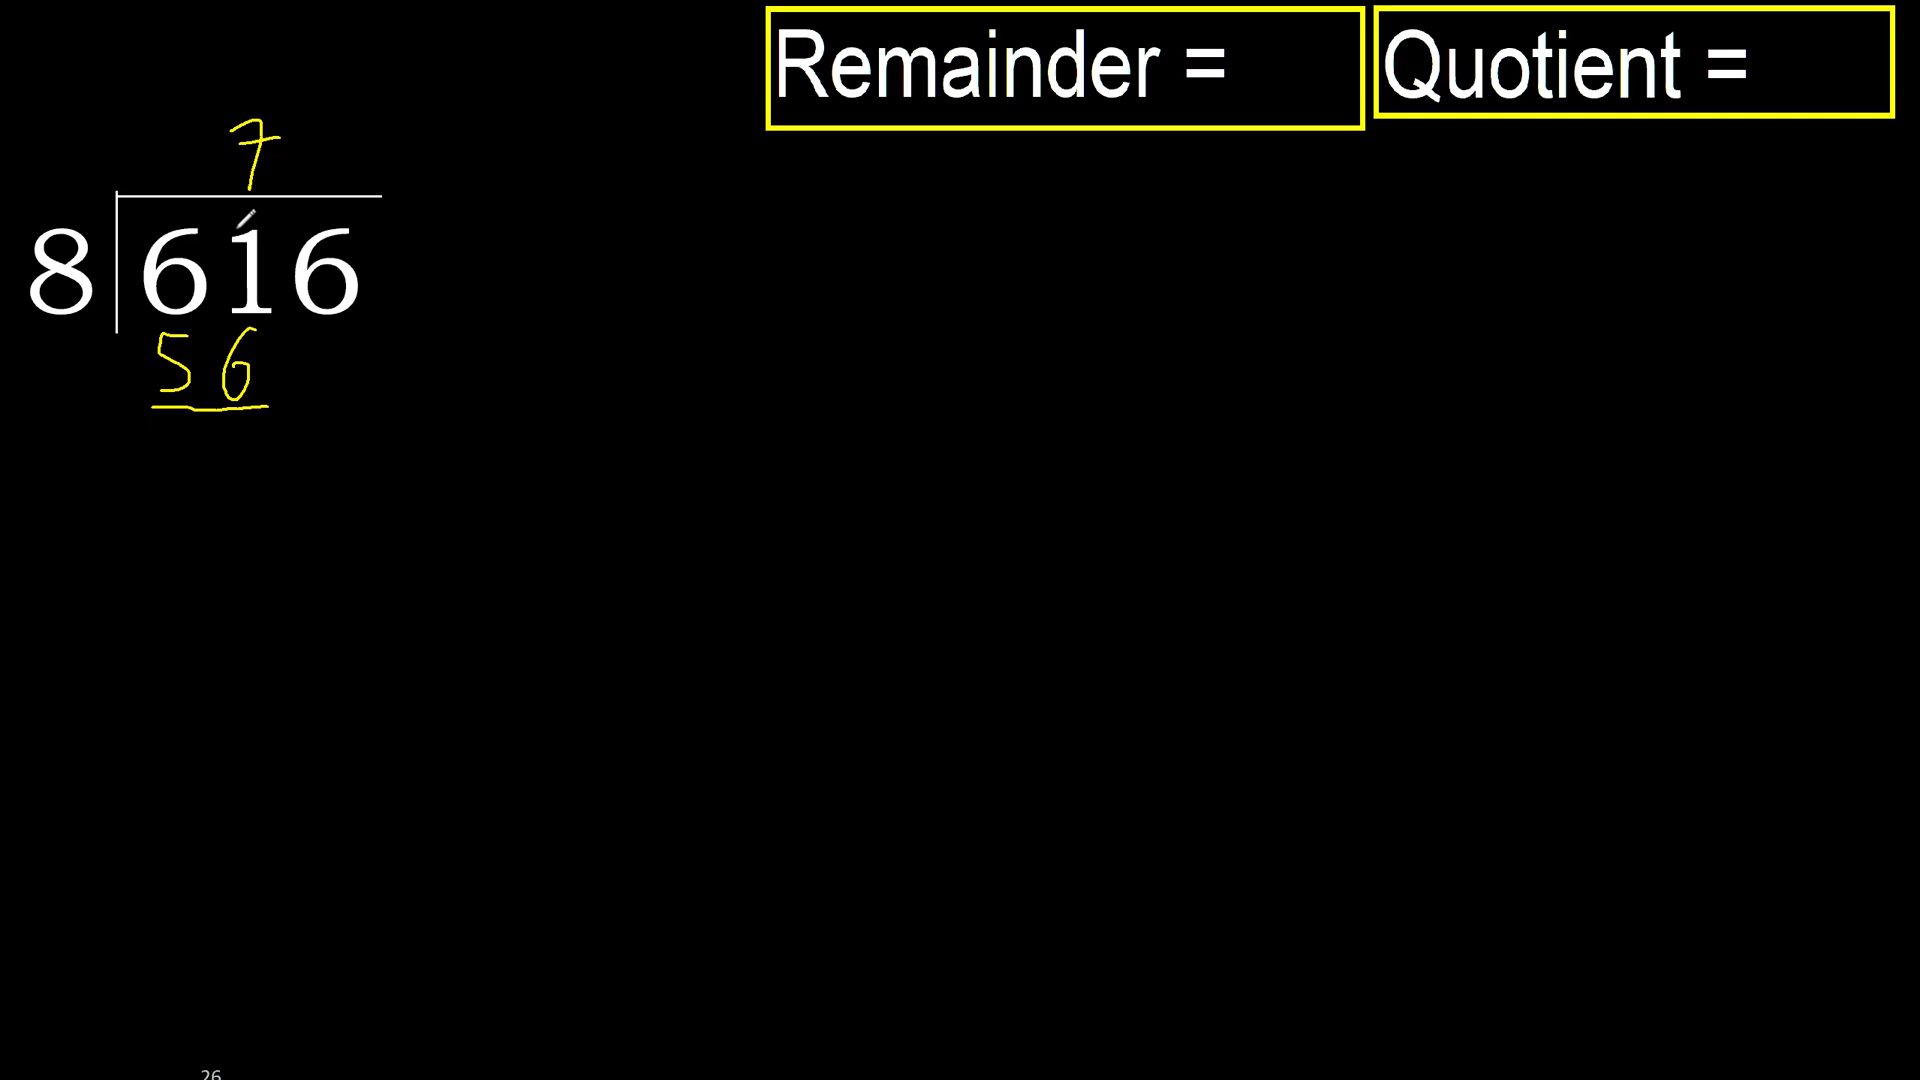 Remainder = Quotient =
7
8 616
56
26